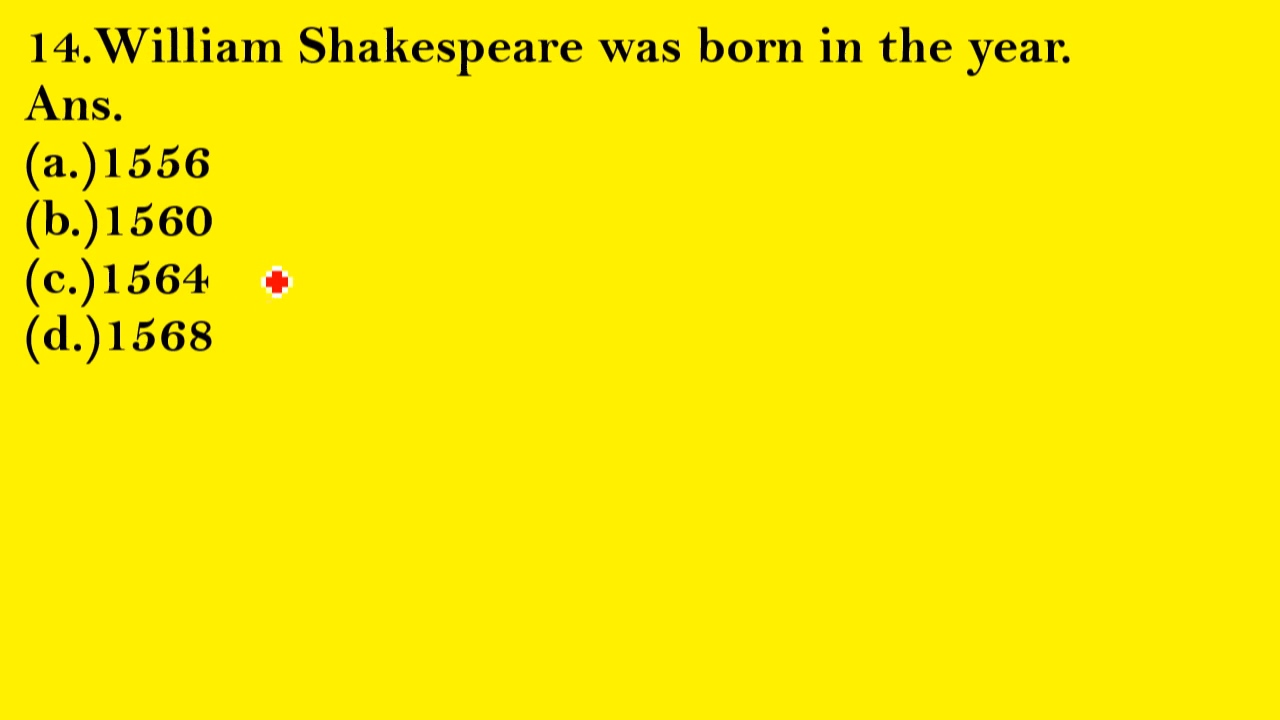 14.William Shakespeare was born in the year.
Ans.
(a.)1556
(b.)1560
(c.)1564
(d.)1568